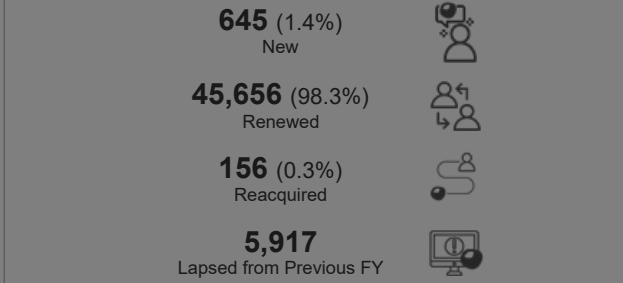 645 (1.4%)
New
45,656 (98.3%)
Renewed
156 (0.3%)
Reacquired
5,917
Lapsed from Previous FY